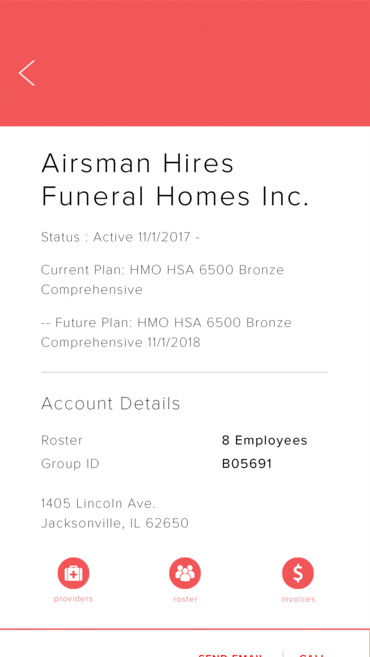 Airsman Hires
Funeral Homes Inc.
Status : Active 11/1/2017 -
Current Plan: HMO HSA 6500 Bronze
Comprehensive
-- Future Plan: HMO HSA 6500 Bronze
Comprehensive 11/1/2018
Account Details
Roster 8 Employees
Group ID B05691
1405 Lincoln Ave.
Jacksonville, IL 62650
providers roster invoices
SEND EMAIL CALL